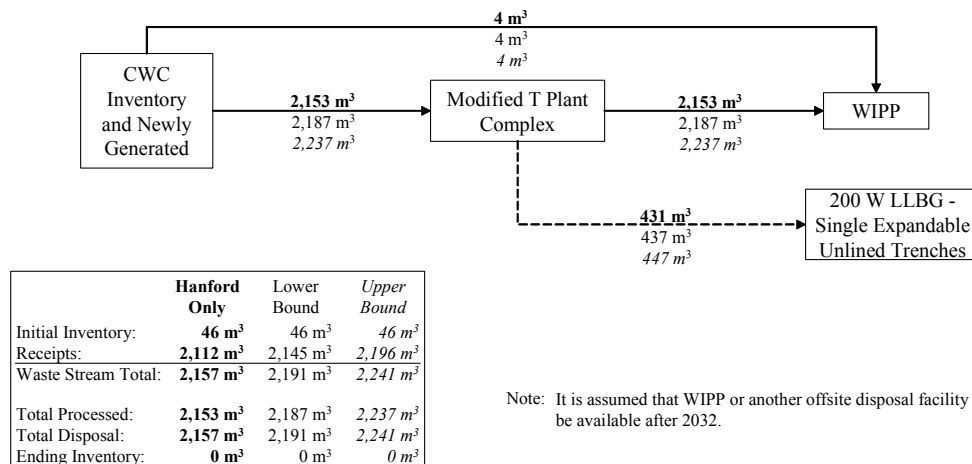 4 m³
4 m³
4 m³
CWC
Inventory
and Newly
Generated
2,153 m³
2,187 m³
2,237 m³
Modified T Plant
Complex
2,153 m³
2,187 m³
2,237 m³
WIPP
431 m³
437 m³
447 m³
200 W LLBG -
Single Expandable
Unlined Trenches
Hanford Only Lower Bound Upper Bound
Initial Inventory: 46 m³ 46 m³ 46 m³
Receipts: 2,112 m³ 2,145 m³ 2,196 m³
Waste Stream Total: 2,157 m³ 2,191 m³ 2,241 m³
Total Processed: 2,153 m³ 2,187 m³ 2,237 m³
Total Disposal: 2,157 m³ 2,191 m³ 2,241 m³
Ending Inventory: 0 m³ 0 m³ 0 m³
Note: It is assumed that WIPP or another offsite disposal facility
be available after 2032.